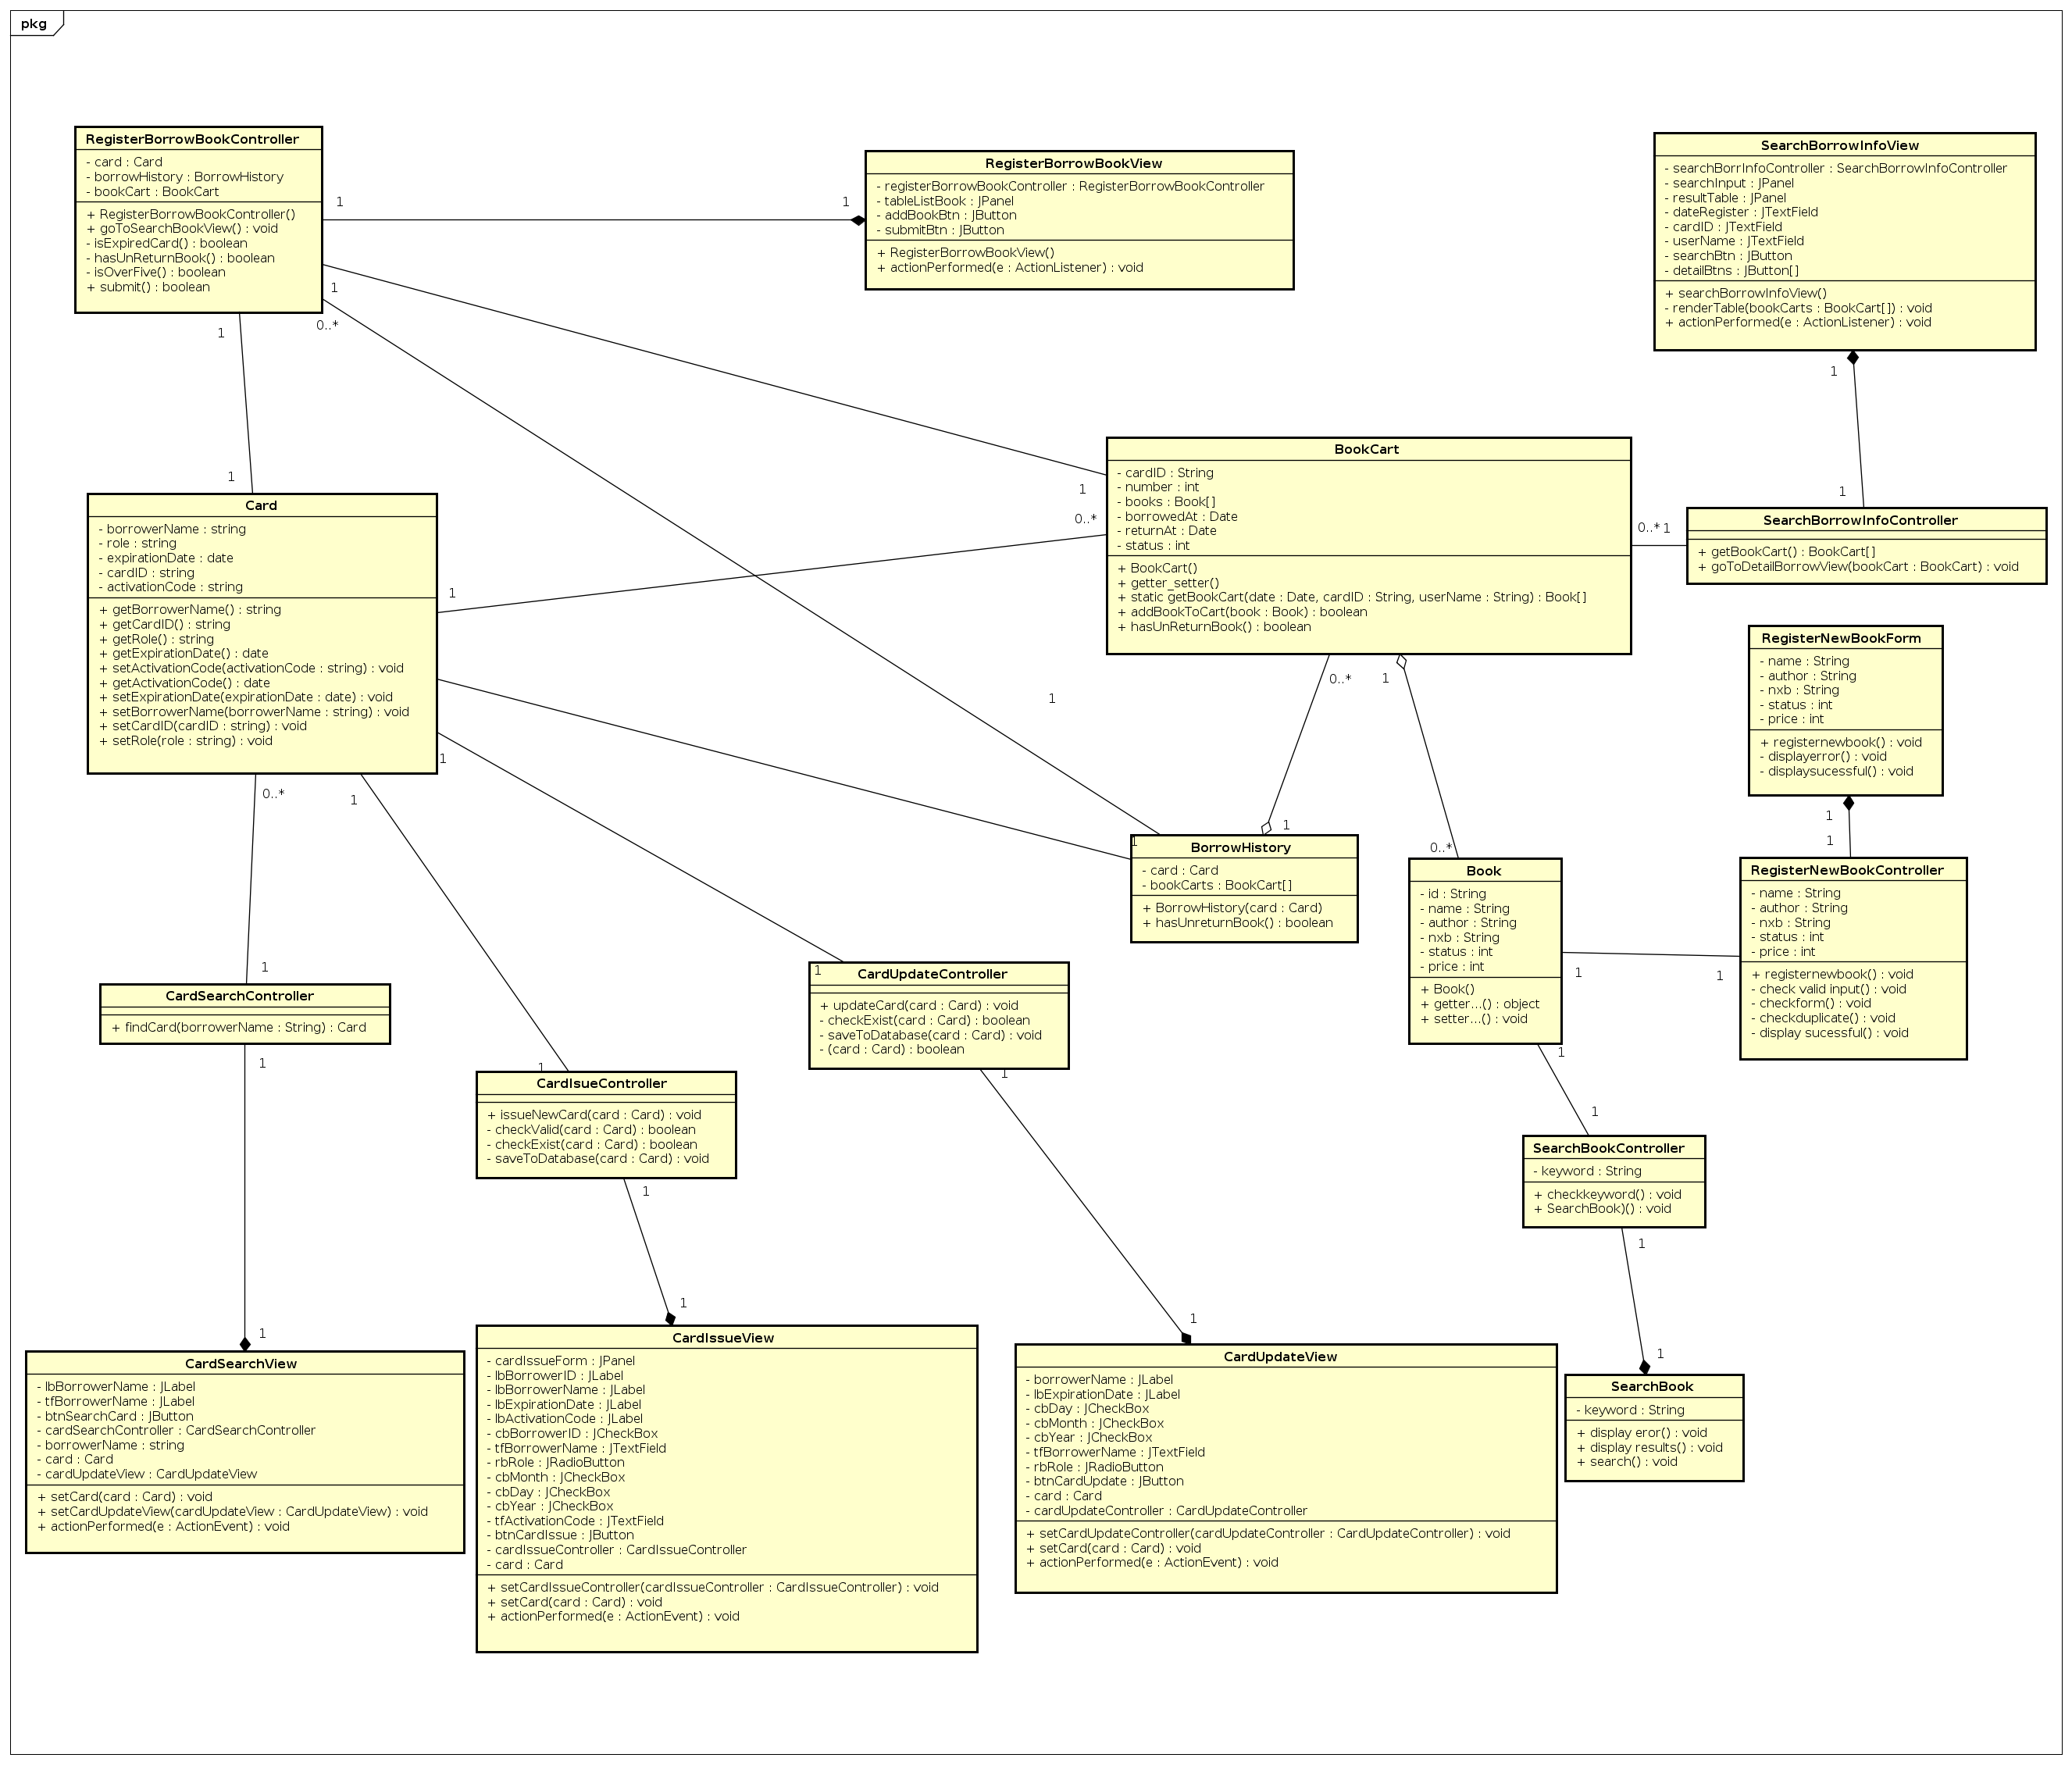 pkg
RegisterBorrowBookController
- card : Card
- borrowHistory : BorrowHistory
- bookCart : BookCart
+ RegisterBorrowBookController()
+ goToSearchBookView() : void
- isExpiredCard() : boolean
- hasUnReturnBook() : boolean
- isOverFive() : boolean
+ submit() : boolean
1
1
RegisterBorrowBookView
- registerBorrowBookController : RegisterBorrowBookController
- tableListBook : JPanel
- addBookBtn : JButton
- submitBtn : JButton
+ RegisterBorrowBookView()
+ actionPerformed(e : ActionListener) : void
SearchBorrowInfoView
- searchBorrInfoController : SearchBorrowInfoController
- searchInput : JPanel
- resultTable : JPanel
- dateRegister : JTextField
- cardID : JTextField
- userName : JTextField
- searchBtn : JButton
- detailBtns : JButton[]
+ searchBorrowInfoView()
- renderTable(bookCarts : BookCart[]) : void
+ actionPerformed(e : ActionListener) : void
1
0..*
1
1
1
1
1
0..*
Card
- borrowerName : string
- role : string
- expirationDate : date
- cardID : string
- activationCode : string
+ getBorrowerName() : string
+ getCardID() : string
+ getRole() : string
+ getExpirationDate() : date
+ setActivationCode(activationCode : string) : void
+ getActivationCode() : date
+ setExpirationDate(expirationDate : date) : void
+ setBorrowerName(borrowerName : string) : void
+ setCardID(cardID : string) : void
+ setRole(role : string) : void
1
BookCart
- cardID : String
- number : int
- books : Book[]
- borrowedAt : Date
- returnAt : Date
- status : int
+ BookCart()
+ getter_setter()
+ static getBookCart(date : Date, cardID : String, userName : String) : Book[]
+ addBookToCart(book : Book) : boolean
+ hasUnReturnBook() : boolean
0..*
1
SearchBorrowInfoController
+ getBookCart() : BookCart[]
+ goToDetailBorrowView(bookCart : BookCart) : void
RegisterNewBookForm
- name : String
- author : String
- nxb : String
- status : int
- price : int
+ registernewbook() : void
- displayerror() : void
- displaysucessful() : void
1
0..*
1
1
0..*
1
1
1
1
1
0..*
BorrowHistory
- card : Card
- bookCarts : BookCart[]
+ BorrowHistory(card : Card)
+ hasUnreturnBook() : boolean
Book
- id : String
- name : String
- author : String
- nxb : String
- status : int
- price : int
+ Book()
+ getter...() : object
+ setter...() : void
1
1
RegisterNewBookController
- name : String
- author : String
- nxb : String
- status : int
- price : int
+ registernewbook() : void
- check valid input() : void
- checkform() : void
- checkduplicate() : void
- display sucessful() : void
1
CardSearchController
+ findCard(borrowerName : String) : Card
1
1
CardUpdateController
+ updateCard(card : Card) : void
- checkExist(card : Card) : boolean
- saveToDatabase(card : Card) : void
- (card : Card) : boolean
1
1
CardIsueController
+ issueNewCard(card : Card) : void
- checkValid(card : Card) : boolean
- checkExist(card : Card) : boolean
- saveToDatabase(card : Card) : void
1
1
1
SearchBookController
- keyword : String
+ checkkeyword() : void
+ SearchBook)() : void
1
1
1
1
1
CardSearchView
- lbBorrowerName : JLabel
- tfBorrowerName : JLabel
- btnSearchCard : JButton
- cardSearchController : CardSearchController
- borrowerName : string
- card : Card
- cardUpdateView : CardUpdateView
+ setCard(card : Card) : void
+ setCardUpdateView(cardUpdateView : CardUpdateView) : void
+ actionPerformed(e : ActionEvent) : void
CardIssueView
- cardIssueForm : JPanel
- lbBorrowerID : JLabel
- lbBorrowerName : JLabel
- lbExpirationDate : JLabel
- lbActivationCode : JLabel
- cbBorrowerID : JCheckBox
- tfBorrowerName : JTextField
- rbRole : JRadioButton
- cbMonth : JCheckBox
- cbDay : JCheckBox
- cbYear : JCheckBox
- tfActivationCode : JTextField
- btnCardIssue : JButton
- cardIssueController : CardIssueController
- card : Card
+ setCardIssueController(cardIssueController : CardIssueController) : void
+ setCard(card : Card) : void
+ actionPerformed(e : ActionEvent) : void
CardUpdateView
- borrowerName : JLabel
- lbExpirationDate : JLabel
- cbDay : JCheckBox
- cbMonth : JCheckBox
- cbYear : JCheckBox
- tfBorrowerName : JTextField
- rbRole : JRadioButton
- btnCardUpdate : JButton
- card : Card
- cardUpdateController : CardUpdateController
+ setCardUpdateController(cardUpdateController : CardUpdateController) : void
+ setCard(card : Card) : void
+ actionPerformed(e : ActionEvent) : void
SearchBook
- keyword : String
+ display eror() : void
+ display results() : void
+ search() : void